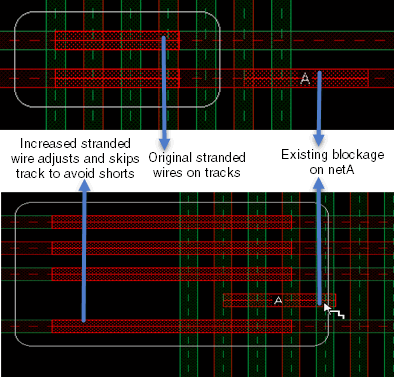 A
Increased stranded
wire adjusts and skips
track to avoid shorts
Original stranded
wires on tracks
Existing blockage
on netA
A